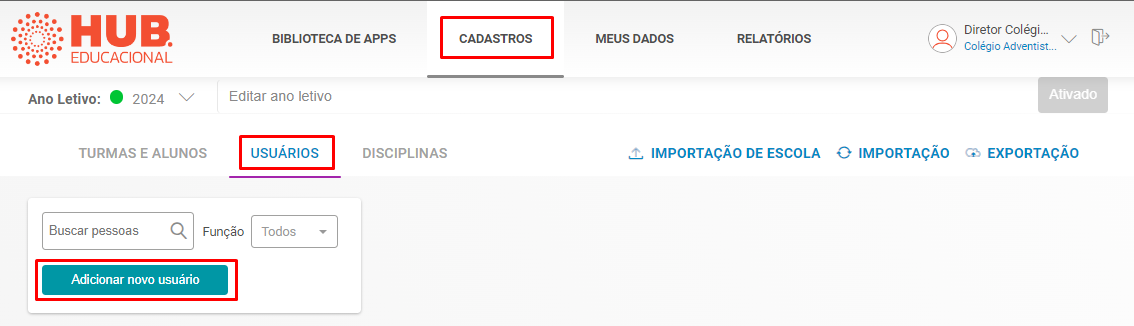 HUB.
EDUCACIONAL
BIBLIOTECA DE APPS
CADASTROS
MEUS DADOS
RELATÓRIOS
Diretor Colégi...
Colégio Adventist...
Ano Letivo: 2024
Editar ano letivo
Ativado
TURMAS E ALUNOS
USUÁRIOS
DISCIPLINAS
IMPORTAÇÃO DE ESCOLA
IMPORTAÇÃO
EXPORTAÇÃO
Buscar pessoas
Função
Todos
Adicionar novo usuário